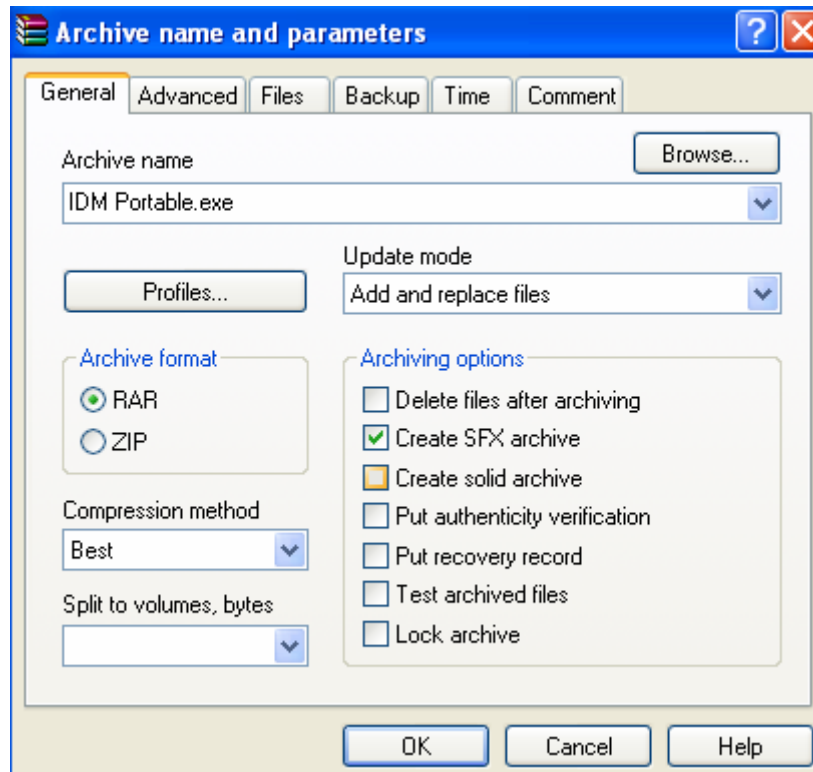 Archive name and parameters
General Advanced Files Backup Time Comment
Archive name
Browse...
IDM Portable.exe
Update mode
Profiles...
Add and replace files
Archive format
RAR
ZIP
Archiving options
Delete files after archiving
Create SFX archive
Create solid archive
Put authenticity verification
Put recovery record
Test archived files
Lock archive
Compression method
Best
Split to volumes, bytes
OK Cancel Help